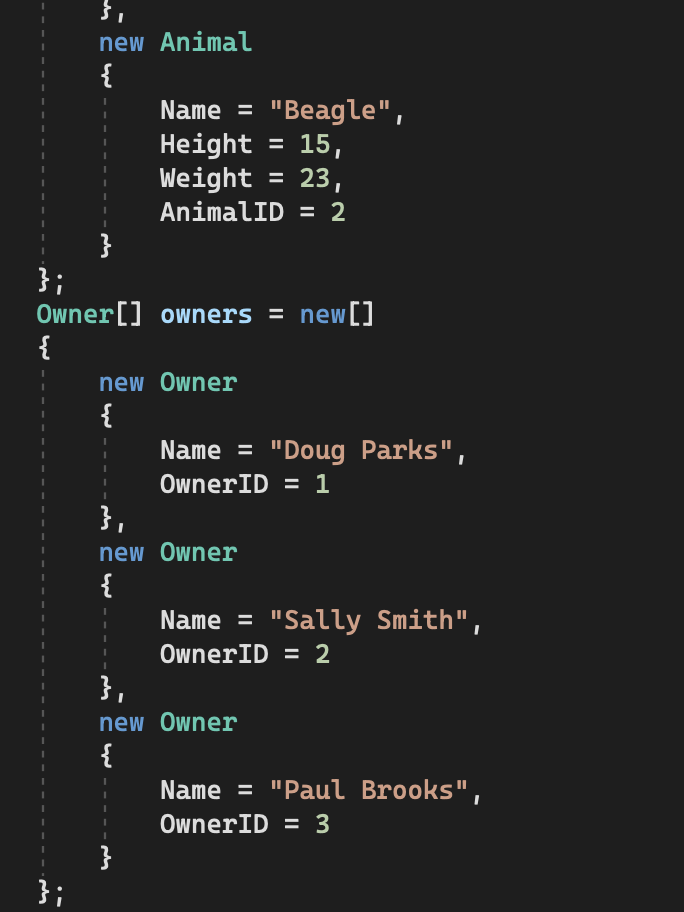 },
new Animal
{
Name = "Beagle",
Height = 15,
Weight = 23,
AnimalID = 2
}
};
Owner[] owners = new[]
{
new Owner
{
Name = "Doug Parks",
OwnerID = 1
},
new Owner
{
Name = "Sally Smith",
OwnerID = 2
},
new Owner
{
Name = "Paul Brooks",
OwnerID = 3
}
};